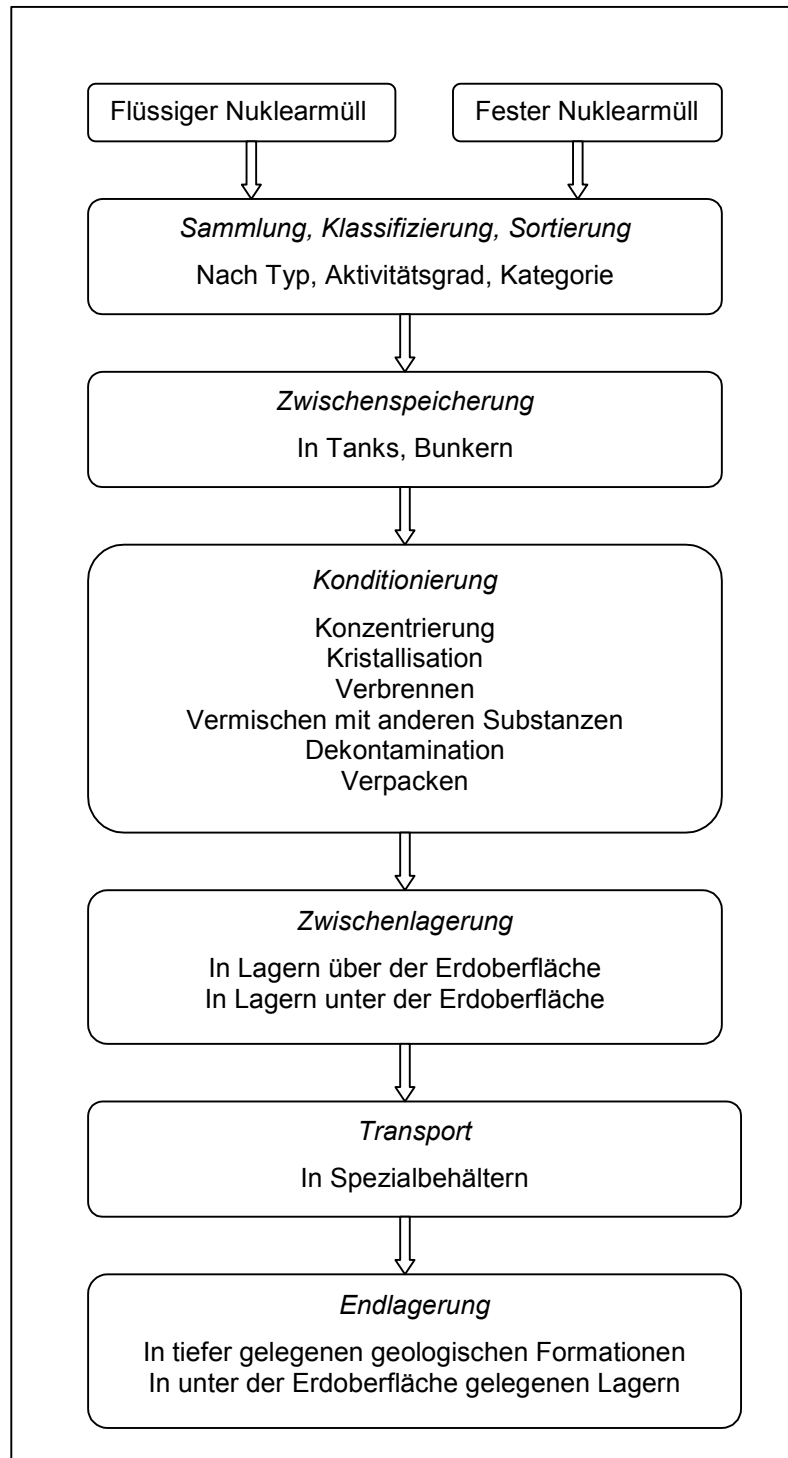 Flüssiger Nuklearmüll
Fester Nuklearmüll
Sammlung, Klassifizierung, Sortierung
Nach Typ, Aktivitätsgrad, Kategorie
Zwischenspeicherung
In Tanks, Bunkern
Konditionierung
Konzentrierung
Kristallisation
Verbrennen
Vermischen mit anderen Substanzen
Dekontamination
Verpacken
Zwischenlagerung
In Lagern über der Erdoberfläche
In Lagern unter der Erdoberfläche
Transport
In Spezialbehältern
Endlagerung
In tiefer gelegenen geologischen Formationen
In unter der Erdoberfläche gelegenen Lagern